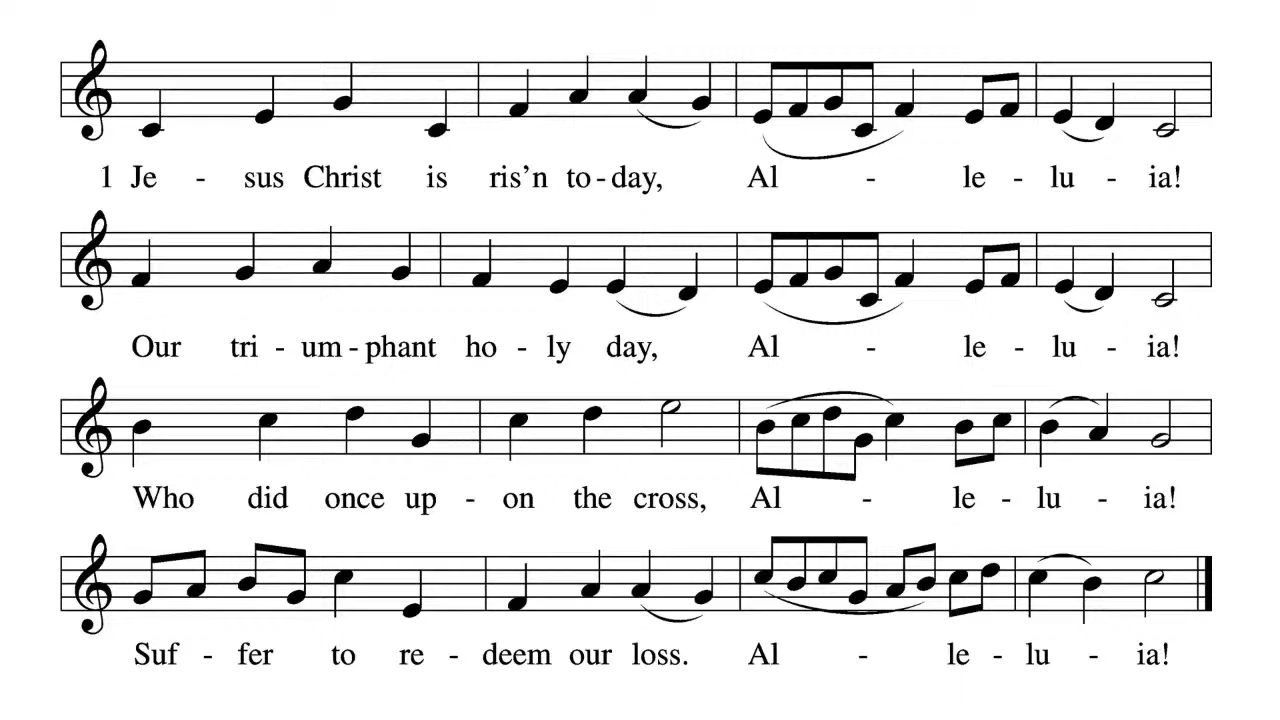 1 Je - sus Christ is ris’n to - day, Al - le - lu - ia!
Our tri - um - phant ho - ly day, Al - le - lu - ia!
Who did once up - on the cross, Al - le - lu - ia!
Suf - fer to re - deem our loss. Al - le - lu - ia!